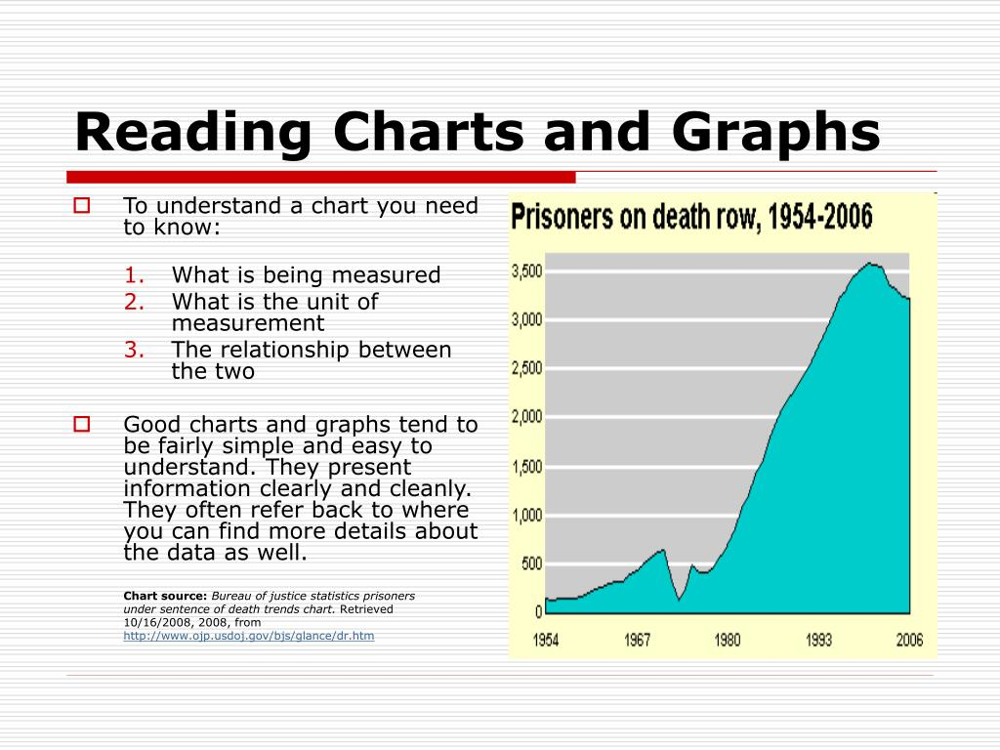 Reading Charts and Graphs
To understand a chart you need
to know:
1. What is being measured
2. What is the unit of
measurement
3. The relationship between
the two
Good charts and graphs tend to
be fairly simple and easy to
understand. They present
information clearly and cleanly.
They often refer back to where
you can find more details about
the data as well.
Chart source: Bureau of justice statistics prisoners
under sentence of death trends chart. Retrieved
10/16/2008, 2008, from
http://www.ojp.usdoj.gov/bjs/glance/dr.htm
Prisoners on death row, 1954-2006
3,500
3,000
2,500
2,000
1,500
1,000
500
0
1954 1967 1980 1993 2006